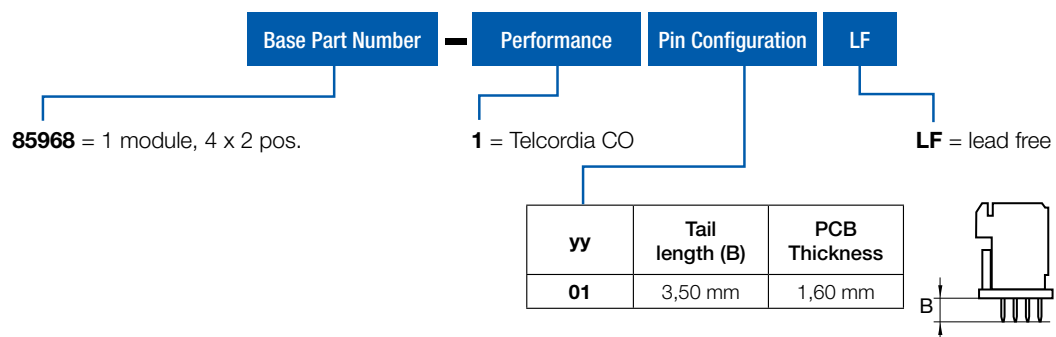 Base Part Number – Performance Pin Configuration LF
85968 = 1 module, 4 x 2 pos.
1 = Telcordia CO
LF = lead free
yy Tail length (B) PCB Thickness
01 3,50 mm 1,60 mm
B